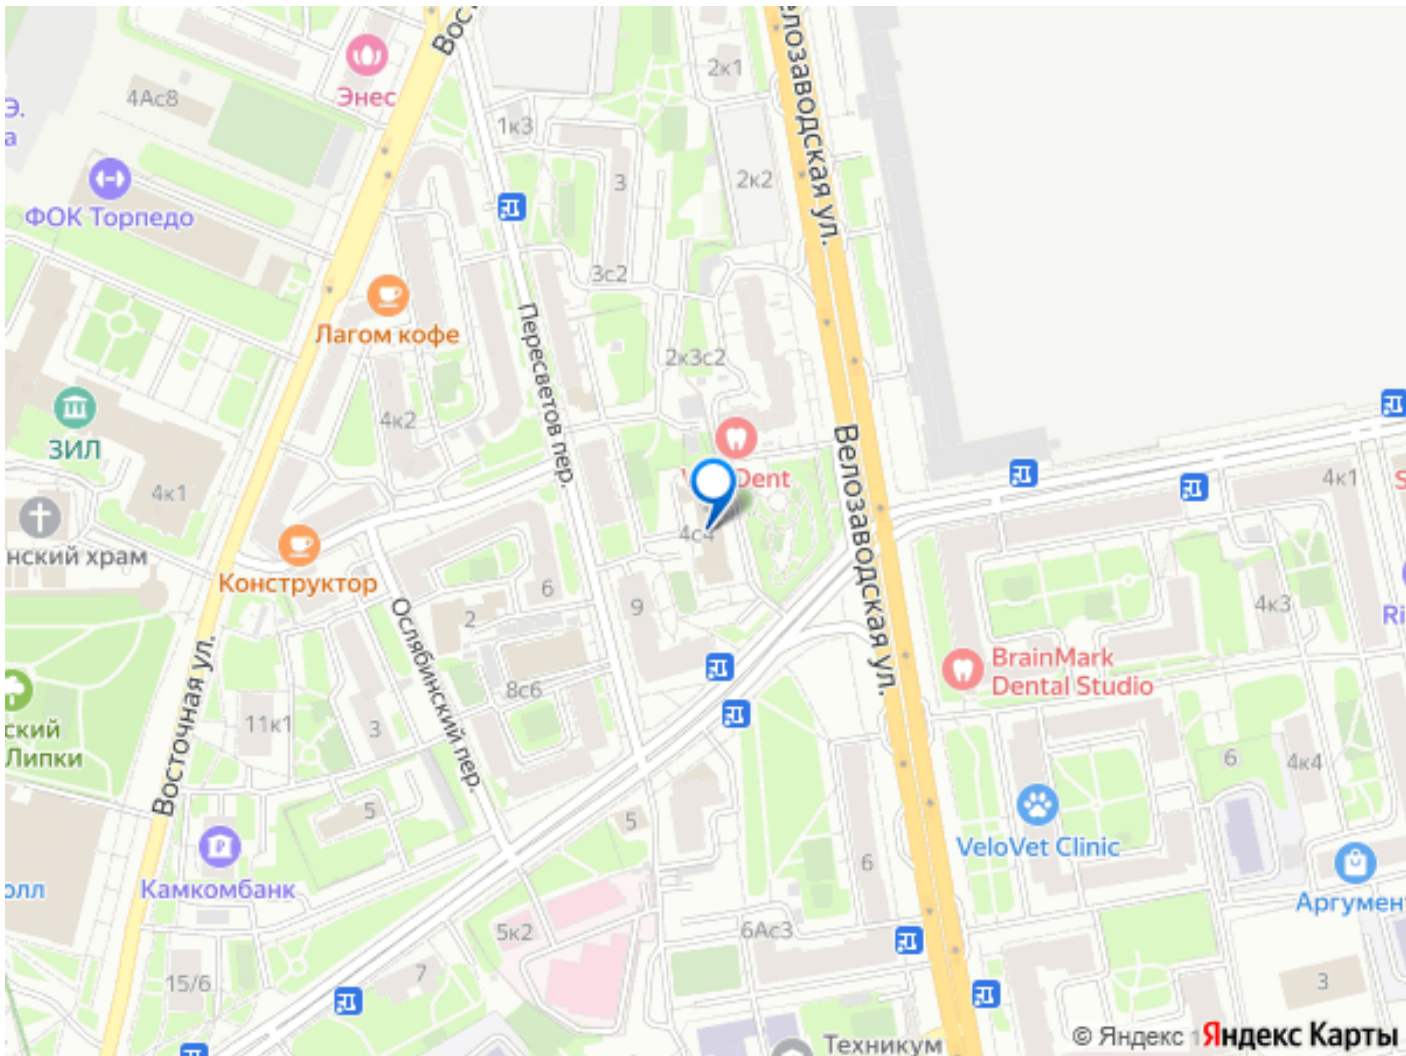 Вос
Велозаводская ул.
2к1
Энес
4Ас8
Э.
а
1к3
3
2к2
ФОК Торпедо
3с2
Лагом кофе
Пересветов пер.
2к3с2
4к2
ЗИЛ
Dent
Велозаводская ул.
4к1
4к1
S
4с4
нский храм
Конструктор
6
9
2
Ослябинский пер.
4к3
Ri
BrainMark
Dental Studio
8с6
Восточная ул.
11к1
3
ский
Липки
6
4к4
5
5
VeloVet Clinic
6
Камкомбанк
олл
Аргумен
5к2
6Ас3
7
15/6
3
Техникум
© Яндекс
Яндекс Карты